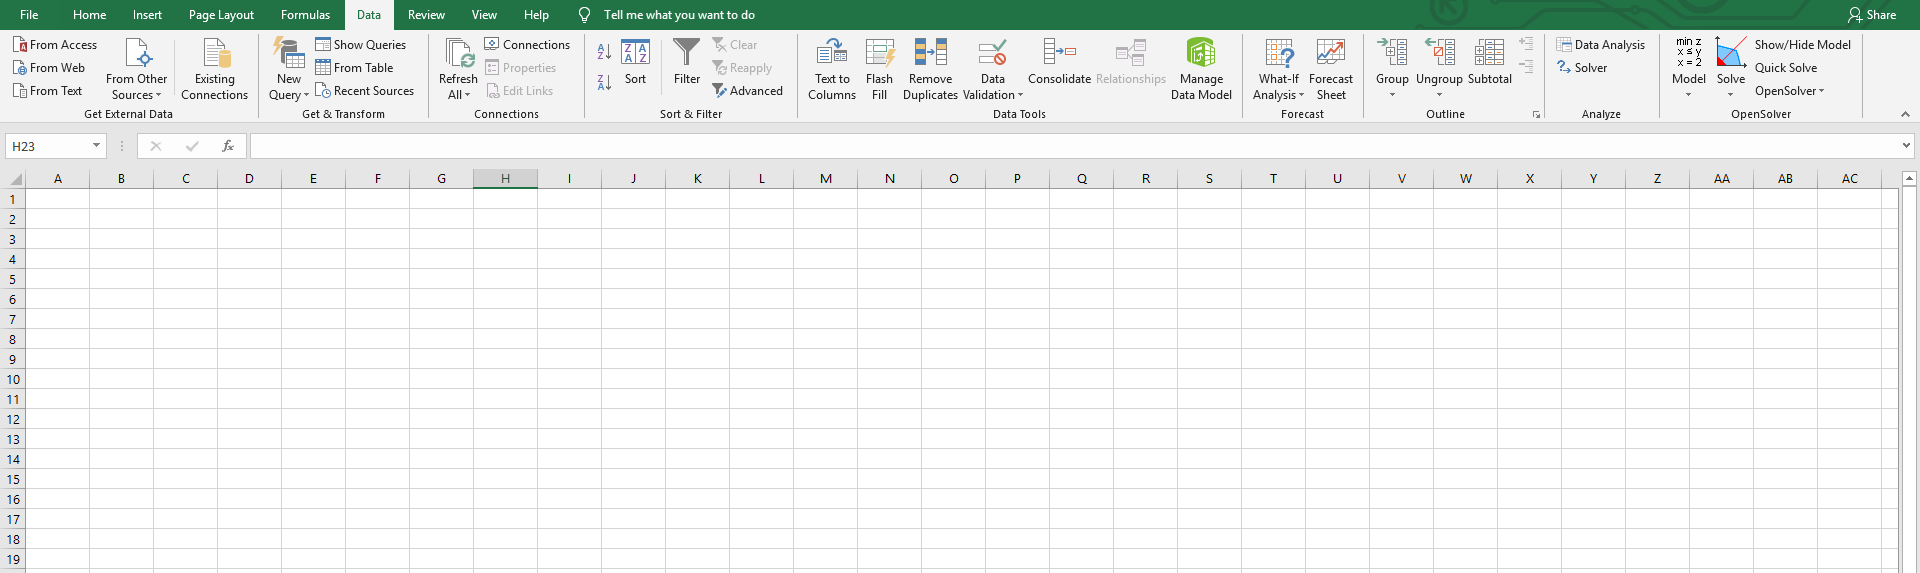 File Home Insert Page Layout Formulas Data Review View Help Tell me what you want to do Share
From Access
From Web
From Text
From Other Sources
Existing Connections
Get External Data
New Query
Show Queries
From Table
Recent Sources
Get & Transform
Refresh All
Connections
Properties
Edit Links
Connections
A Z
Z A
Z A A Z
Sort
Filter
Clear
Reapply
Advanced
Sort & Filter
Text to Columns
Flash Fill
Remove Duplicates
Data Validation
Consolidate
Relationships
Manage Data Model
Data Tools
What-If Analysis
Forecast Sheet
Forecast
Group
Ungroup
Subtotal
Outline
Data Analysis
Solver
Analyze
min z
x ≤ y
x = 2
Model
Solve
Show/Hide Model
Quick Solve
OpenSolver
OpenSolver
H23 fx
A B C D E F G H I J K L M N O P Q R S T U V W X Y Z AA AB AC
1
2
3
4
5
6
7
8
9
10
11
12
13
14
15
16
17
18
19